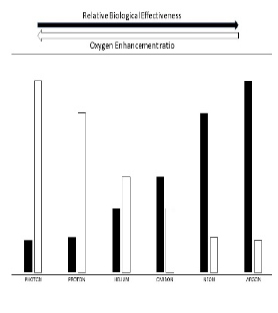 Relative Biological Effectiveness
Oxygen Enhancement ratio
PHOTON PROTON HELIUM CARBON NEON ARGON